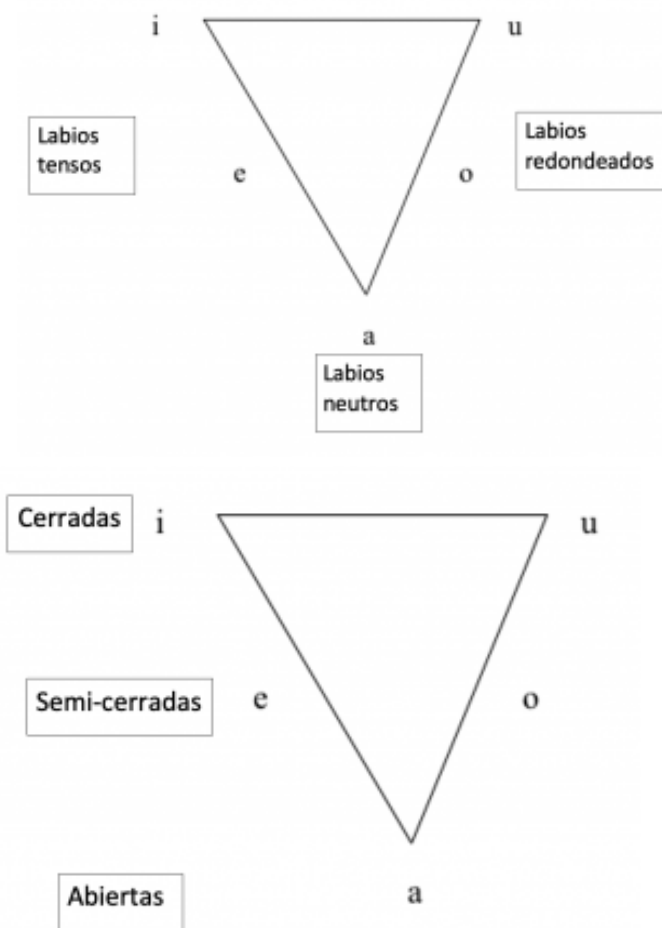 i u
Labios
tensos
e o
Labios
redondeados
a
Labios
neutros
Cerradas i u
Semi-cerradas e o
Abiertas a